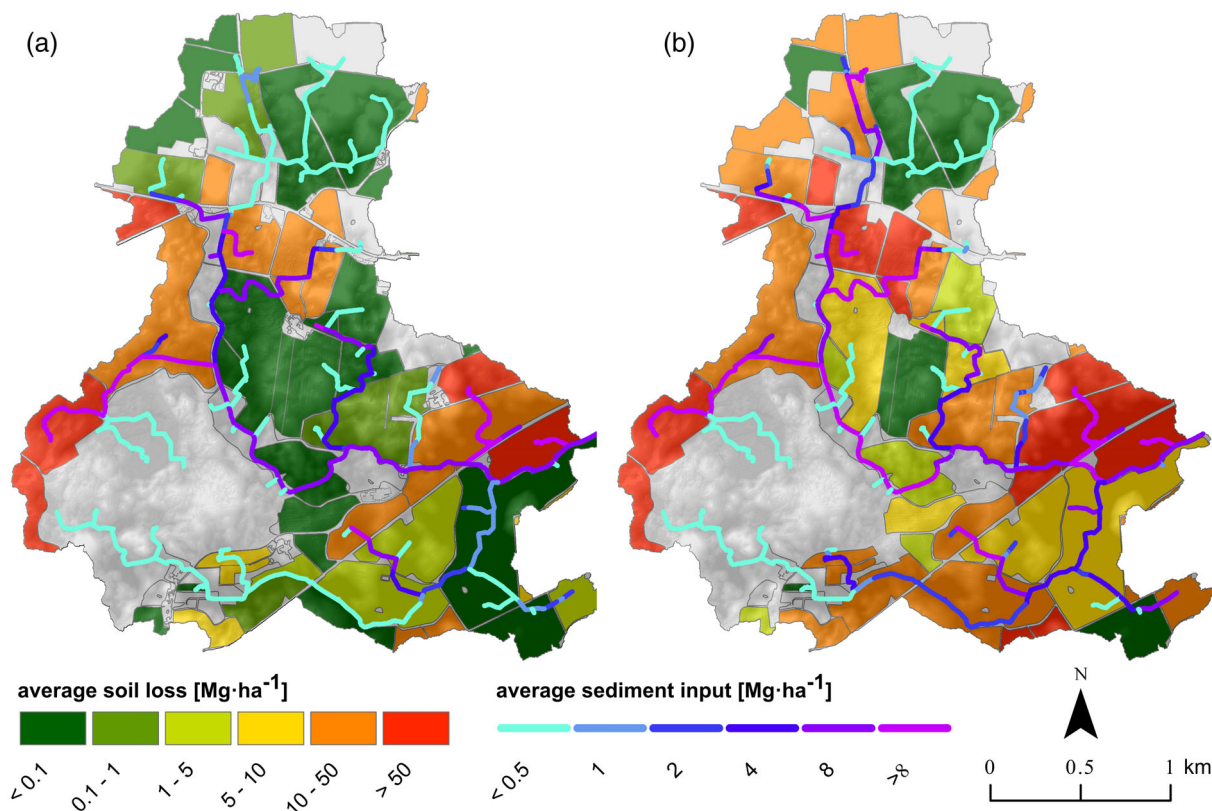 (a)
(b)
average soil loss [Mg·ha⁻¹]
< 0.1
0.1 - 1
1 - 5
5 - 10
10 - 50
> 50
average sediment input [Mg·ha⁻¹]
< 0.5
1
2
4
8
>8
N
0
0.5
1 km